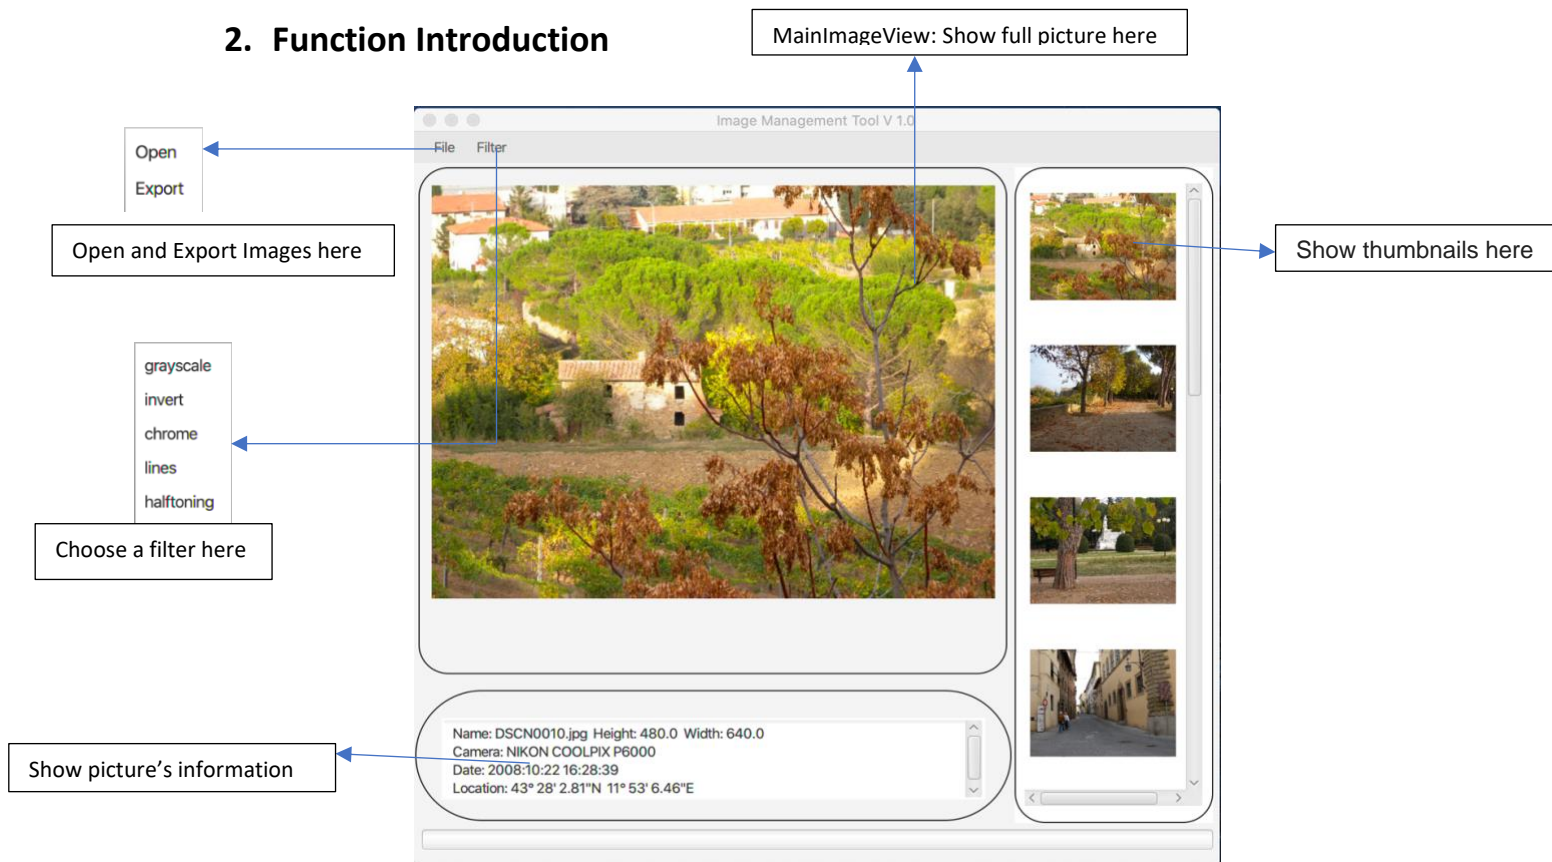 2. Function Introduction
MainImageView: Show full picture here
Image Management Tool V 1.0
File Filter
Open
Export
Open and Export Images here
Show thumbnails here
grayscale
invert
chrome
lines
halftoning
Choose a filter here
Name: DSCN0010.jpg Height: 480.0 Width: 640.0
Camera: NIKON COOLPIX P6000
Date: 2008:10:22 16:28:39
Location: 43° 28' 2.81"N 11° 53' 6.46"E
Show picture’s information